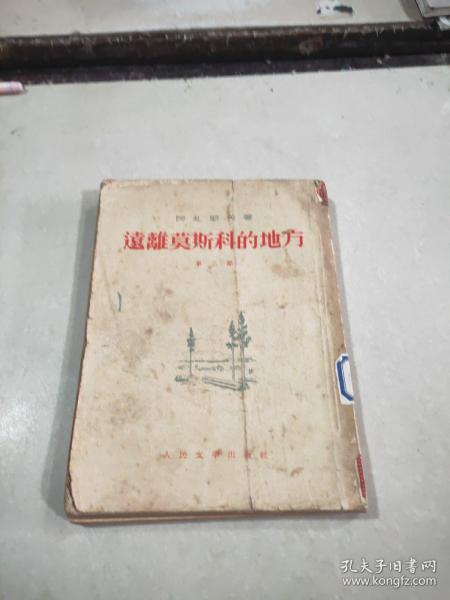 阿扎耶夫著
遠離莫斯科的地方
第一部
人民文学出版社
孔夫子旧书网
www.kongfz.com